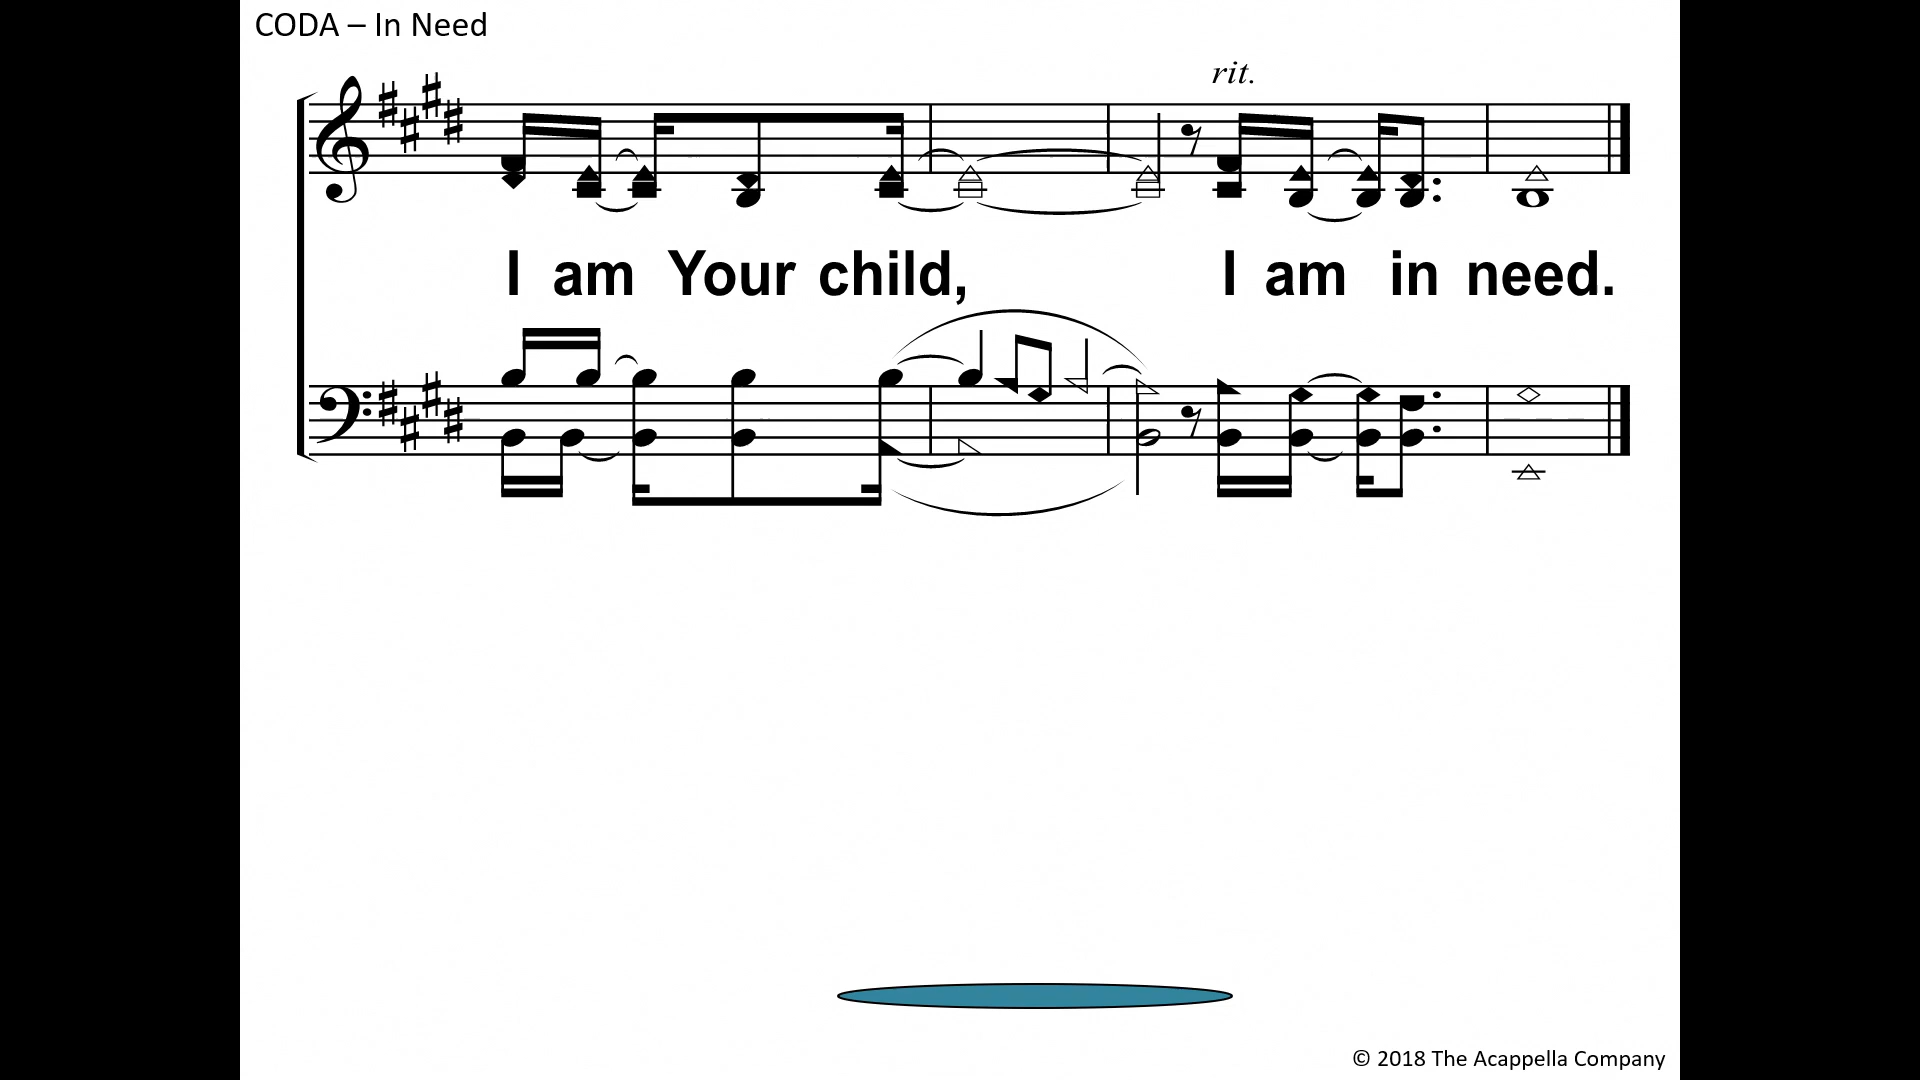 CODA – In Need
rit.
I am Your child, I am in need.
© 2018 The Acappella Company